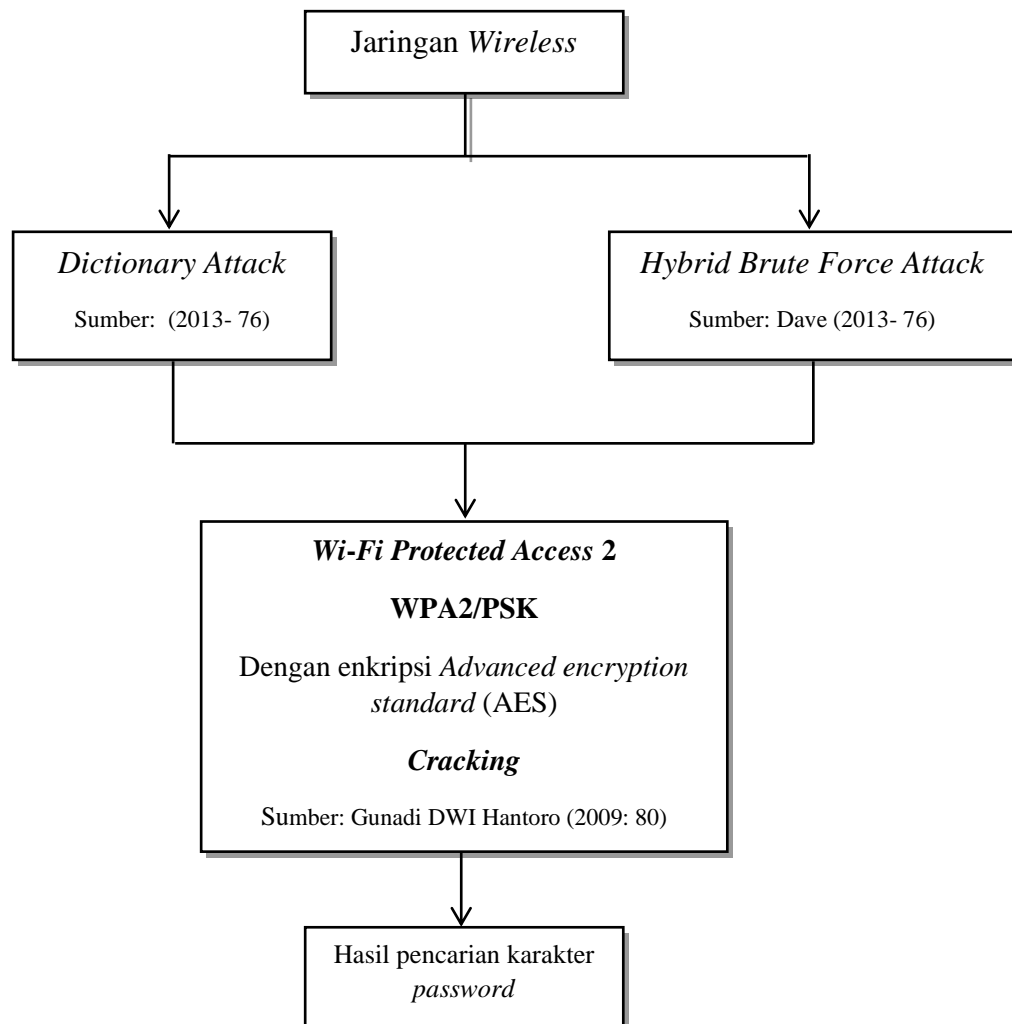 Jaringan Wireless
Dictionary Attack
Sumber: (2013- 76)
Hybrid Brute Force Attack
Sumber: Dave (2013- 76)
Wi-Fi Protected Access 2
WPA2/PSK
Dengan enkripsi Advanced encryption
standard (AES)
Cracking
Sumber: Gunadi DWI Hantoro (2009: 80)
Hasil pencarian karakter
password